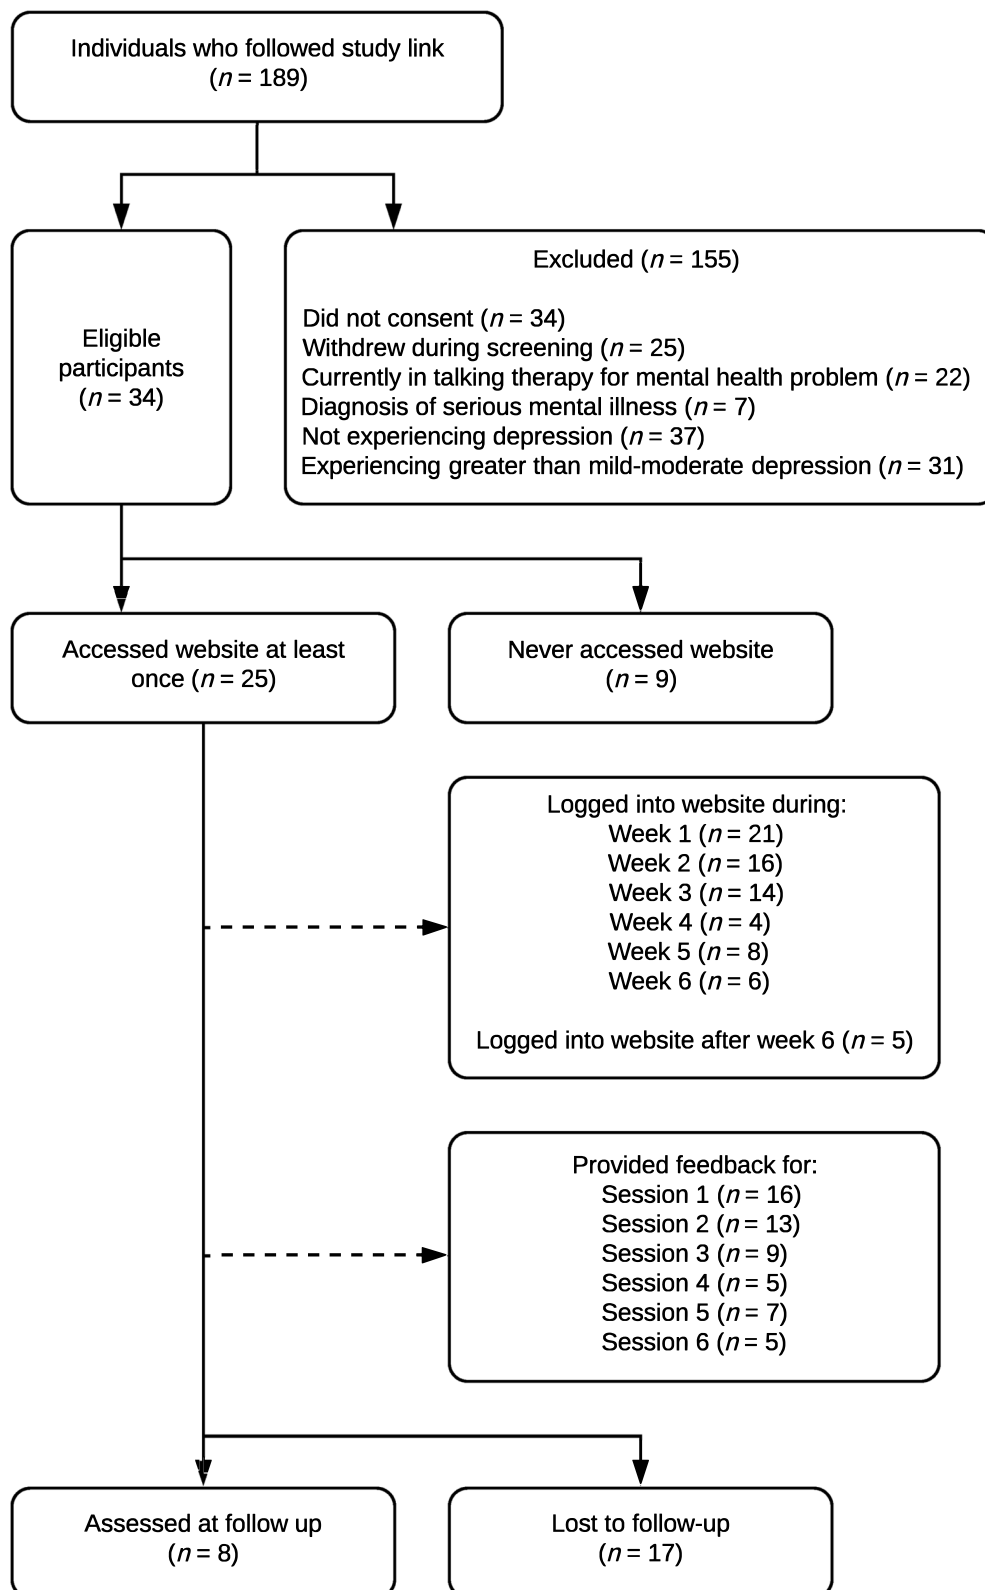 Individuals who followed study link
(n = 189)
Eligible
participants
(n = 34)
Excluded (n = 155)
Did not consent (n = 34)
Withdrew during screening (n = 25)
Currently in talking therapy for mental health problem (n = 22)
Diagnosis of serious mental illness (n = 7)
Not experiencing depression (n = 37)
Experiencing greater than mild-moderate depression (n = 31)
Accessed website at least
once (n = 25)
Never accessed website
(n = 9)
Logged into website during:
Week 1 (n = 21)
Week 2 (n = 16)
Week 3 (n = 14)
Week 4 (n = 4)
Week 5 (n = 8)
Week 6 (n = 6)
Logged into website after week 6 (n = 5)
Provided feedback for:
Session 1 (n = 16)
Session 2 (n = 13)
Session 3 (n = 9)
Session 4 (n = 5)
Session 5 (n = 7)
Session 6 (n = 5)
Assessed at follow up
(n = 8)
Lost to follow-up
(n = 17)